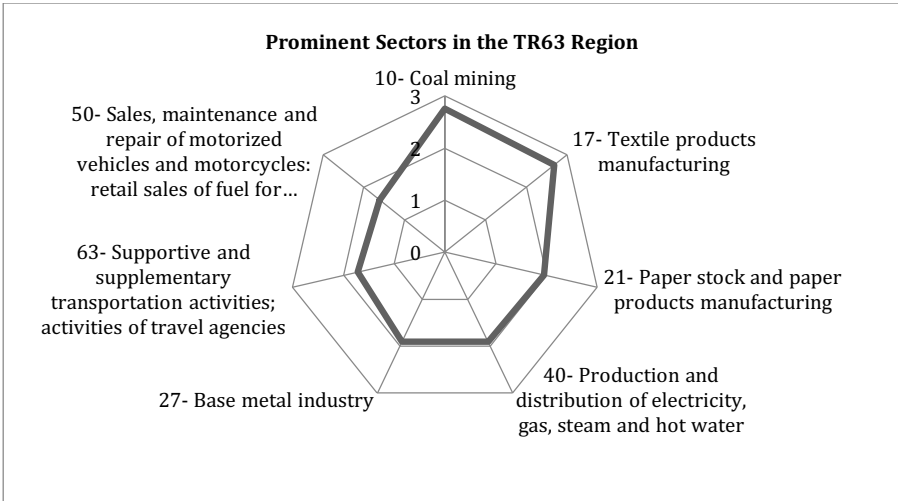 Prominent Sectors in the TR63 Region
10- Coal mining
3
2
1
0
17- Textile products
manufacturing
21- Paper stock and paper
products manufacturing
40- Production and
distribution of electricity,
gas, steam and hot water
27- Base metal industry
63- Supportive and
supplementary
transportation activities;
activities of travel agencies
50- Sales, maintenance and
repair of motorized
vehicles and motorcycles:
retail sales of fuel for...